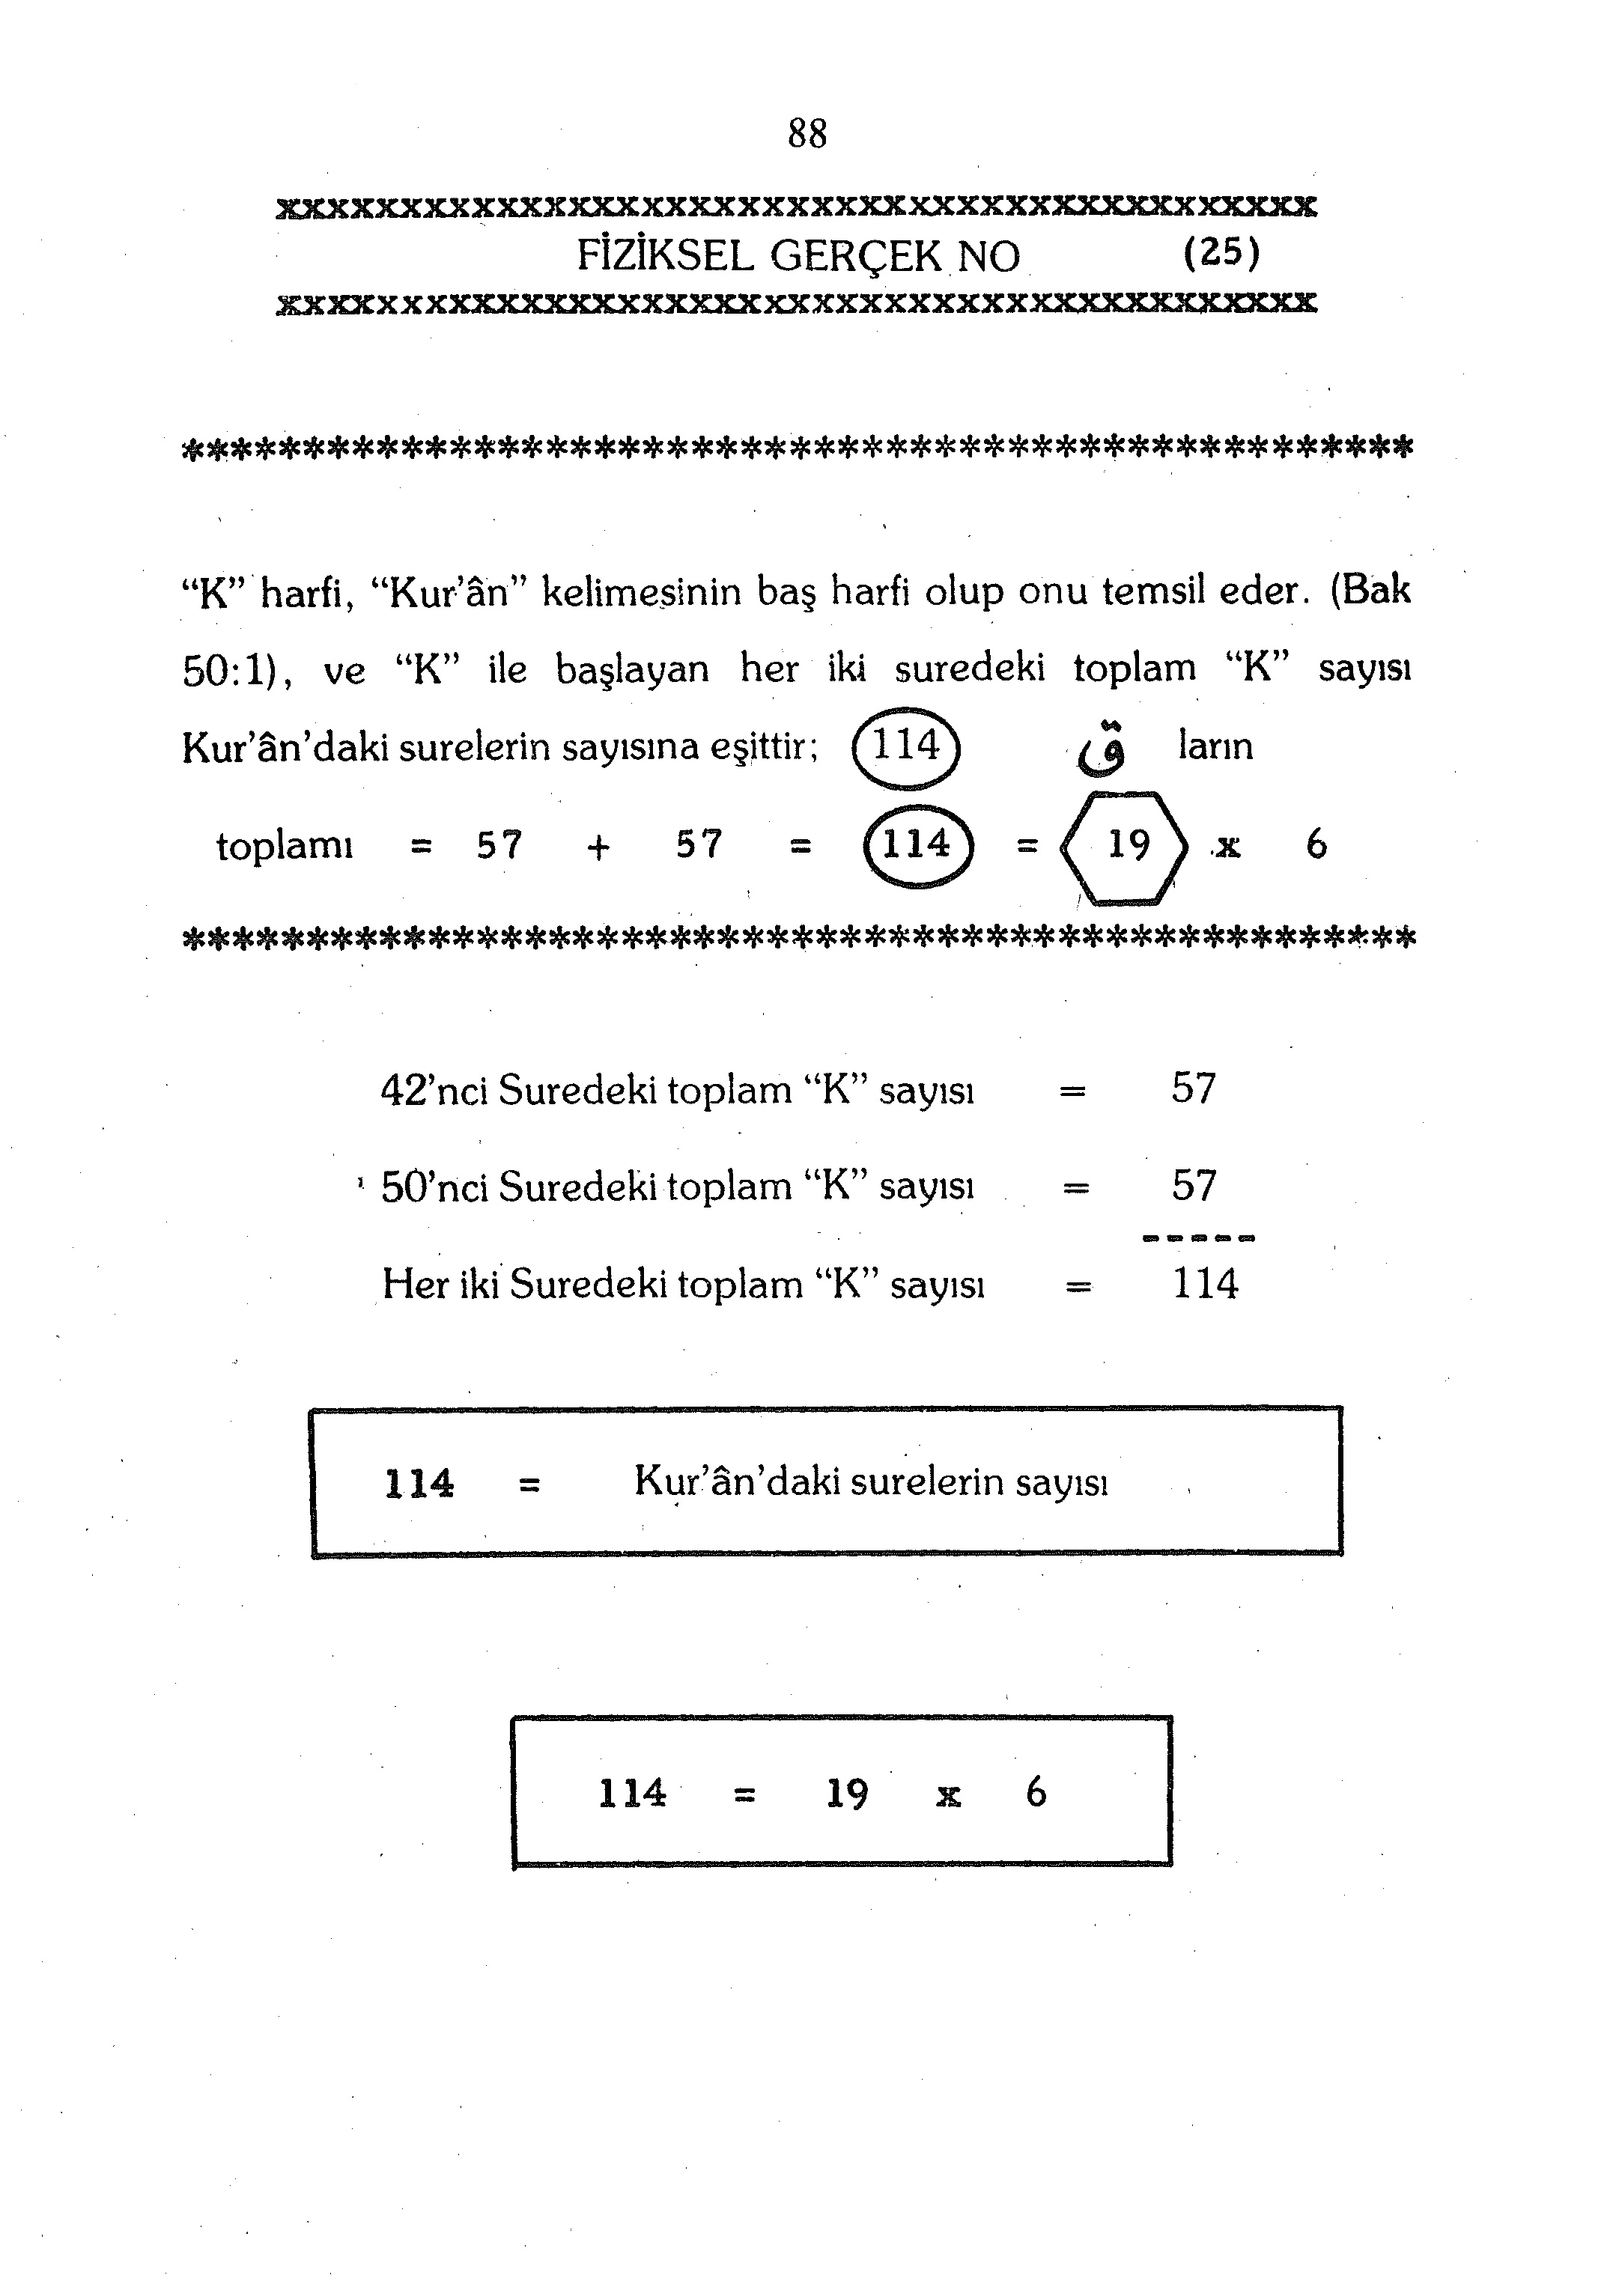 88
xxxxxxxxxxxxxxxxxxxxxxxxxxxxxxxxxxxxxxxxxxx
FİZİKSEL GERÇEK NO (25)
xxxxxxxxxxxxxxxxxxxxxxxxxxxxxxxxxxxxxxxxxxx
***************************************************
“K” harfi, “Kur’ân” kelimesinin baş harfi olup onu temsil eder. (Bak
50:1), ve “K” ile başlayan her iki suredeki toplam “K” sayısı
Kur’ân’daki surelerin sayısına eşittir; 114 ق ların
toplamı = 57 + 57 = 114 = 19 x 6
***************************************************
42’nci Suredeki toplam “K” sayısı = 57
50’nci Suredeki toplam “K” sayısı = 57
-----
Her iki Suredeki toplam “K” sayısı = 114
114 = Kur’ân’daki surelerin sayısı
114 = 19 x 6